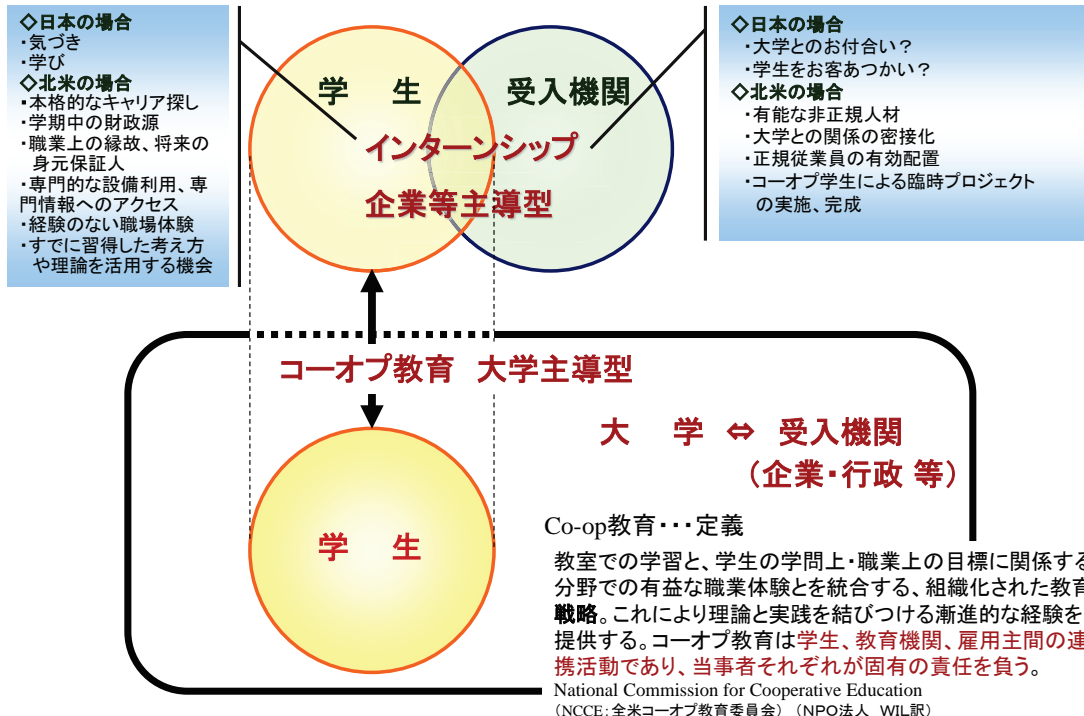 ◇日本の場合
・気づき
・学び
◇北米の場合
・本格的なキャリア探し
・学期中の財政源
・職業上の縁故、将来の
身元保証人
・専門的な設備利用、専
門情報へのアクセス
・経験のない職場体験
・すでに習得した考え方
や理論を活用する機会
学 生
受入機関
インターンシップ
企業等主導型
◇日本の場合
・大学とのお付合い？
・学生をお客あつかい？
◇北米の場合
・有能な非正規人材
・大学との関係の密接化
・正規従業員の有効配置
・コーオプ学生による臨時プロジェクト
の実施、完成
コーオプ教育 大学主導型
大 学 ⇔ 受入機関
（企業・行政 等）
学 生
Co-op教育・・・定義
教室での学習と、学生の学問上・職業上の目標に関係する
分野での有益な職業体験とを統合する、組織化された教育
戦略。これにより理論と実践を結びつける漸進的な経験を
提供する。コーオプ教育は学生、教育機関、雇用主間の連
携活動であり、当事者それぞれが固有の責任を負う。
National Commission for Cooperative Education
（NCCE：全米コーオプ教育委員会） （NPO法人 WIL訳）